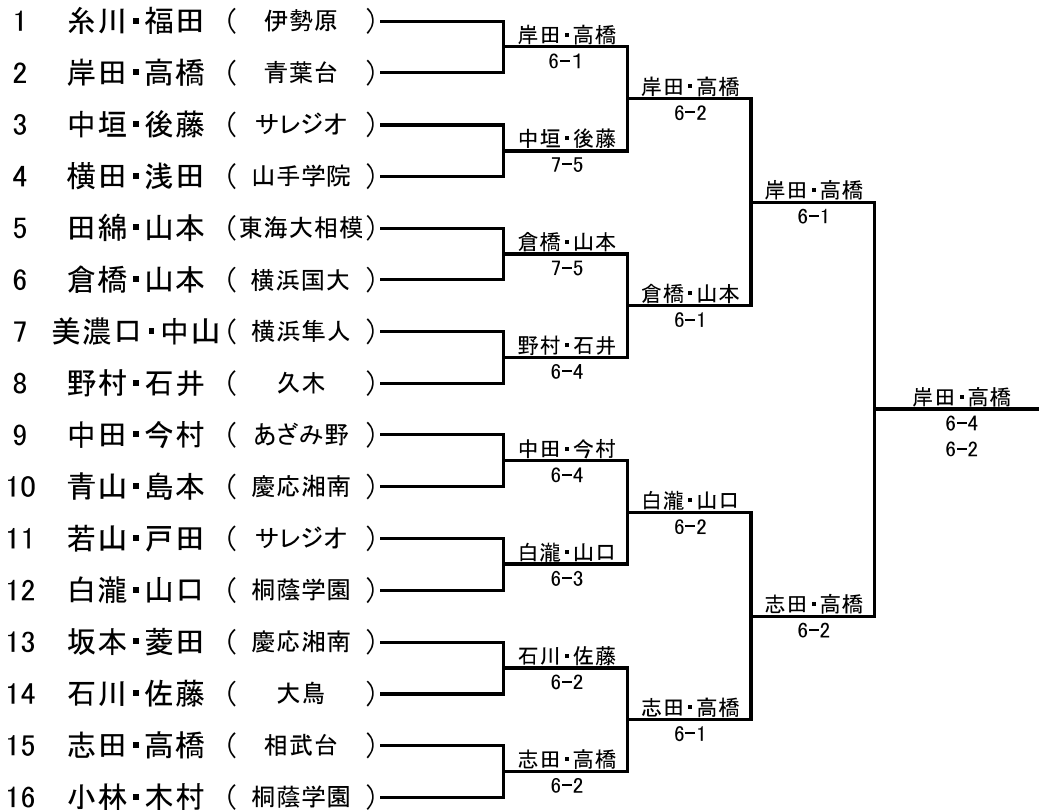 1 糸川・福田 ( 伊勢原 )
2 岸田・高橋 ( 青葉台 )
3 中垣・後藤 ( サレジオ )
4 横田・浅田 ( 山手学院 )
5 田綿・山本 (東海大相模)
6 倉橋・山本 ( 横浜国大 )
7 美濃口・中山 ( 横浜隼人 )
8 野村・石井 ( 久木 )
9 中田・今村 ( あざみ野 )
10 青山・島本 ( 慶応湘南 )
11 若山・戸田 ( サレジオ )
12 白瀧・山口 ( 桐蔭学園 )
13 坂本・菱田 ( 慶応湘南 )
14 石川・佐藤 ( 大鳥 )
15 志田・高橋 ( 相武台 )
16 小林・木村 ( 桐蔭学園 )
岸田・高橋
6-1
中垣・後藤
7-5
倉橋・山本
7-5
野村・石井
6-4
中田・今村
6-4
白瀧・山口
6-3
石川・佐藤
6-2
志田・高橋
6-2
岸田・高橋
6-2
倉橋・山本
6-1
白瀧・山口
6-2
志田・高橋
6-1
岸田・高橋
6-1
志田・高橋
6-2
岸田・高橋
6-4
6-2